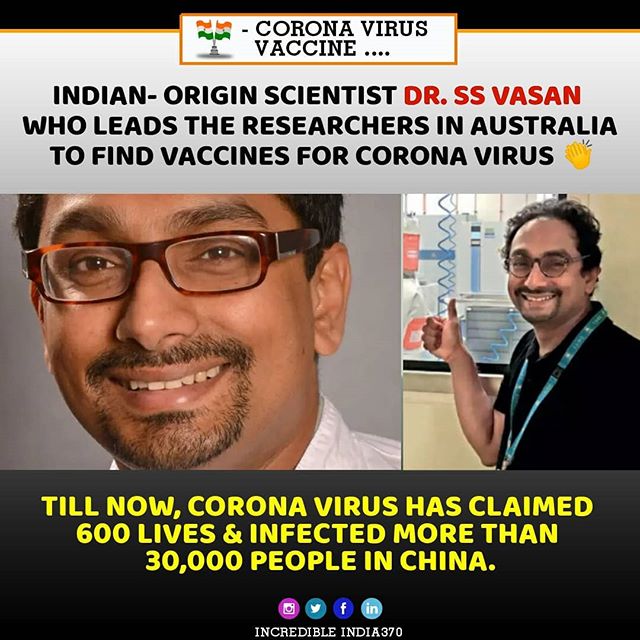 - CORONA VIRUS
VACCINE ....
INDIAN- ORIGIN SCIENTIST DR. SS VASAN
WHO LEADS THE RESEARCHERS IN AUSTRALIA
TO FIND VACCINES FOR CORONA VIRUS 👏
TILL NOW, CORONA VIRUS HAS CLAIMED
600 LIVES & INFECTED MORE THAN
30,000 PEOPLE IN CHINA.
INCREDIBLE INDIA370